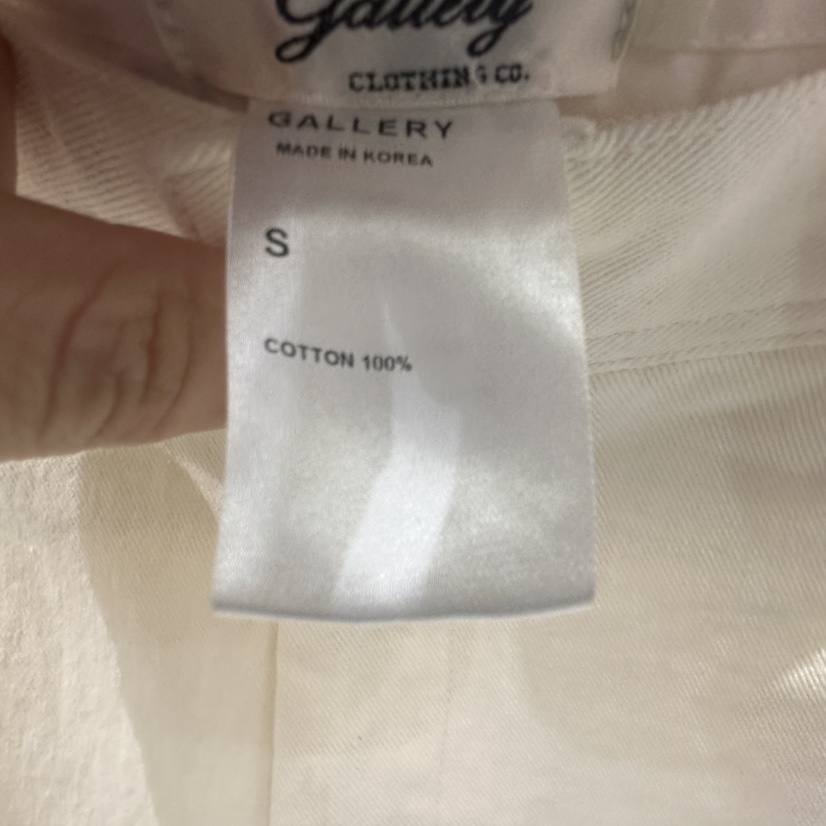 Gallery
CLOTHING CO.
GALLERY
MADE IN KOREA
S
COTTON 100%